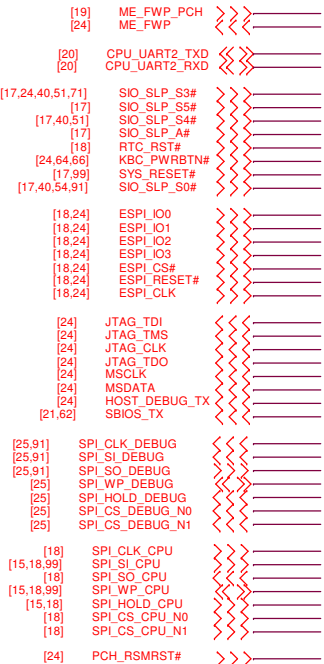 [19] ME_FWP_PCH
[24] ME_FWP
[20] CPU_UART2_TXD
[20] CPU_UART2_RXD
[17,24,40,51,71] SIO_SLP_S3#
[17] SIO_SLP_S5#
[17,40,51] SIO_SLP_S4#
[17] SIO_SLP_A#
[18] RTC_RST#
[24,64,66] KBC_PWRBTN#
[17,99] SYS_RESET#
[17,40,54,91] SIO_SLP_S0#
[18,24] ESPI_IO0
[18,24] ESPI_IO1
[18,24] ESPI_IO2
[18,24] ESPI_IO3
[18,24] ESPI_CS#
[18,24] ESPI_RESET#
[18,24] ESPI_CLK
[24] JTAG_TDI
[24] JTAG_TMS
[24] JTAG_CLK
[24] JTAG_TDO
[24] MSCLK
[24] MSDATA
[24] HOST_DEBUG_TX
[21,62] SBIOS_TX
[25,91] SPI_CLK_DEBUG
[25,91] SPI_SI_DEBUG
[25,91] SPI_SO_DEBUG
[25] SPI_WP_DEBUG
[25] SPI_HOLD_DEBUG
[25] SPI_CS_DEBUG_N0
[25] SPI_CS_DEBUG_N1
[18] SPI_CLK_CPU
[15,18,99] SPI_SI_CPU
[18] SPI_SO_CPU
[15,18,99] SPI_WP_CPU
[15,18] SPI_HOLD_CPU
[18] SPI_CS_CPU_N0
[18] SPI_CS_CPU_N1
[24] PCH_RSMRST#